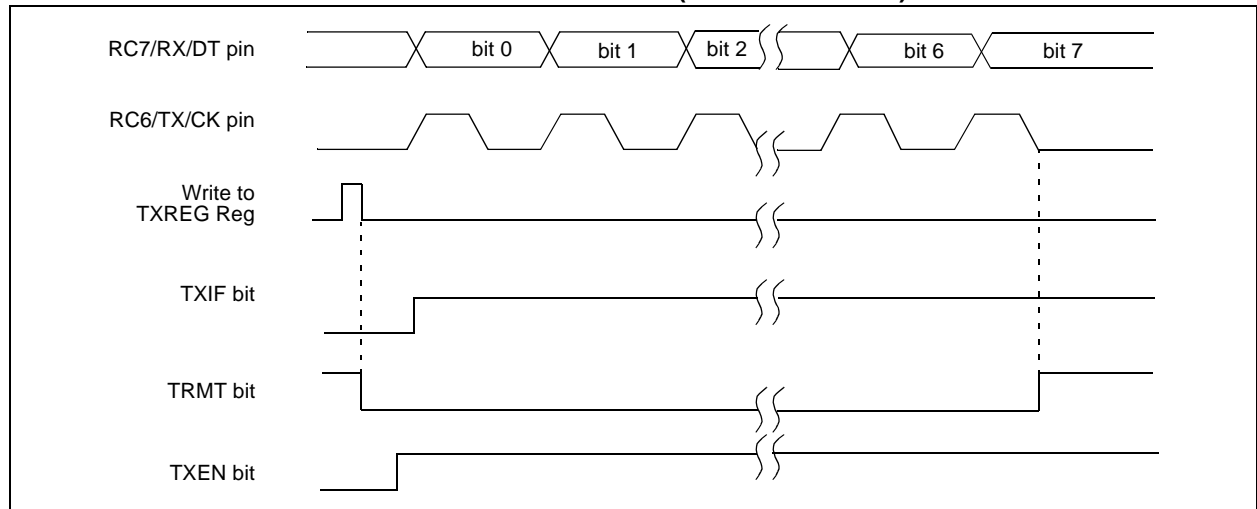 RC7/RX/DT pin
bit 0 bit 1 bit 2 bit 6 bit 7
RC6/TX/CK pin
Write to
TXREG Reg
TXIF bit
TRMT bit
TXEN bit